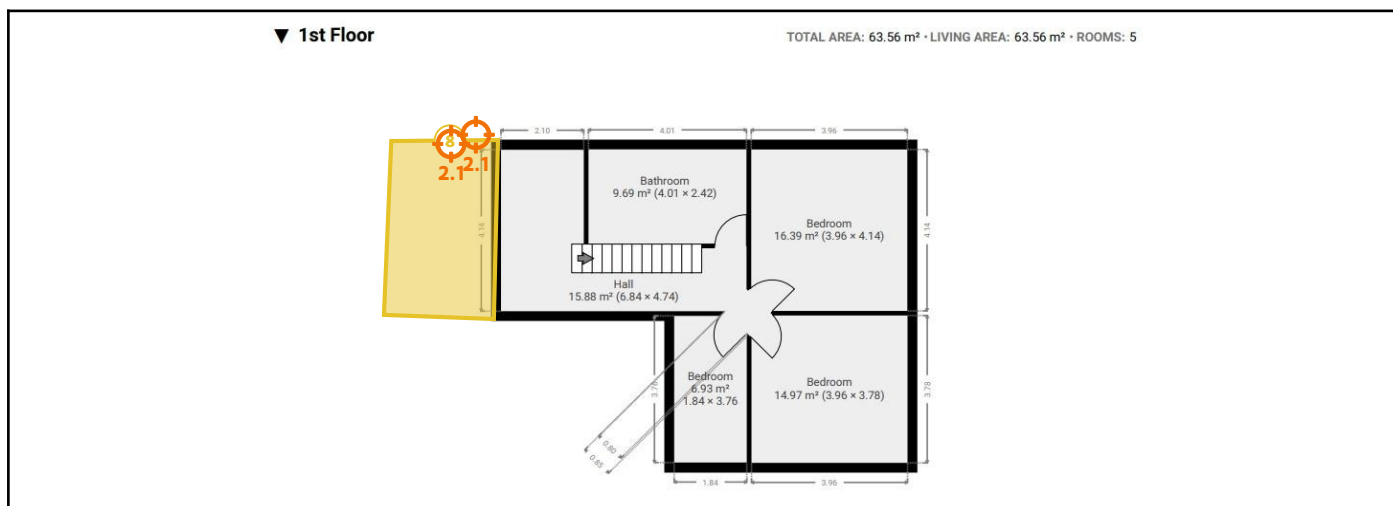 ▼ 1st Floor
TOTAL AREA: 63.56 m² · LIVING AREA: 63.56 m² · ROOMS: 5
2.10
4.01
3.96
8
2.1
2.1
Bathroom
9.69 m² (4.01 × 2.42)
4.14
Bedroom
16.39 m² (3.96 × 4.14)
4.14
Hall
15.88 m² (6.84 × 4.74)
3.76
Bedroom
6.93 m²
1.84 × 3.76
Bedroom
14.97 m² (3.96 × 3.78)
3.78
0.80
0.85
1.84
3.96